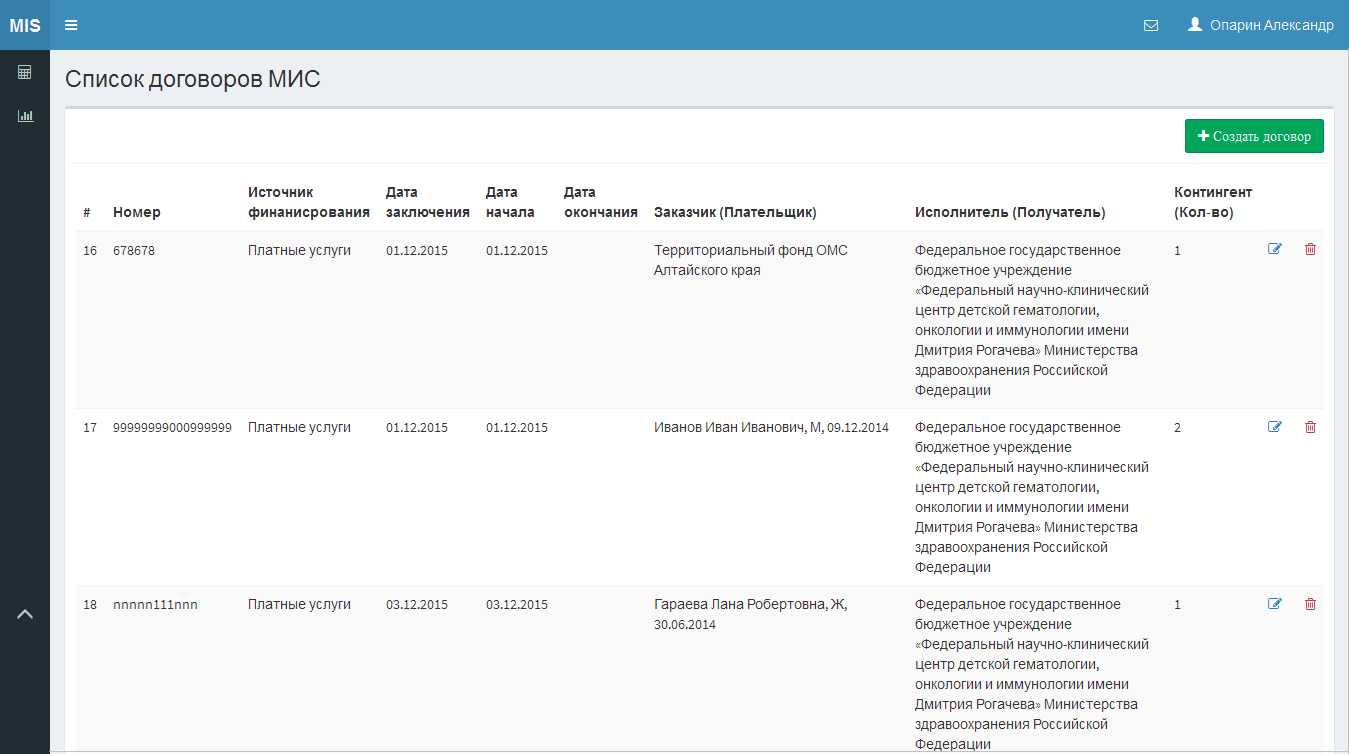 MIS
Опарин Александр
Список договоров МИС
Создать договор
# Номер Источник финанисрования Дата заключения Дата начала Дата окончания Заказчик (Плательщик) Исполнитель (Получатель) Контингент (Кол-во)
16 678678 Платные услуги 01.12.2015 01.12.2015 Территориальный фонд ОМС Федеральное государственное 1
Алтайского края бюджетное учреждение
«Федеральный научно-клинический
центр детской гематологии,
онкологии и иммунологии имени
Дмитрия Рогачева» Министерства
здравоохранения Российской
Федерации
17 99999999000999999 Платные услуги 01.12.2015 01.12.2015 Иванов Иван Иванович, М, 09.12.2014 Федеральное государственное 2
бюджетное учреждение
«Федеральный научно-клинический
центр детской гематологии,
онкологии и иммунологии имени
Дмитрия Рогачева» Министерства
здравоохранения Российской
Федерации
18 nnnnn111nnn Платные услуги 03.12.2015 03.12.2015 Гараева Лана Робертовна, Ж, Федеральное государственное 1
30.06.2014 бюджетное учреждение
«Федеральный научно-клинический
центр детской гематологии,
онкологии и иммунологии имени
Дмитрия Рогачева» Министерства
здравоохранения Российской
Федерации